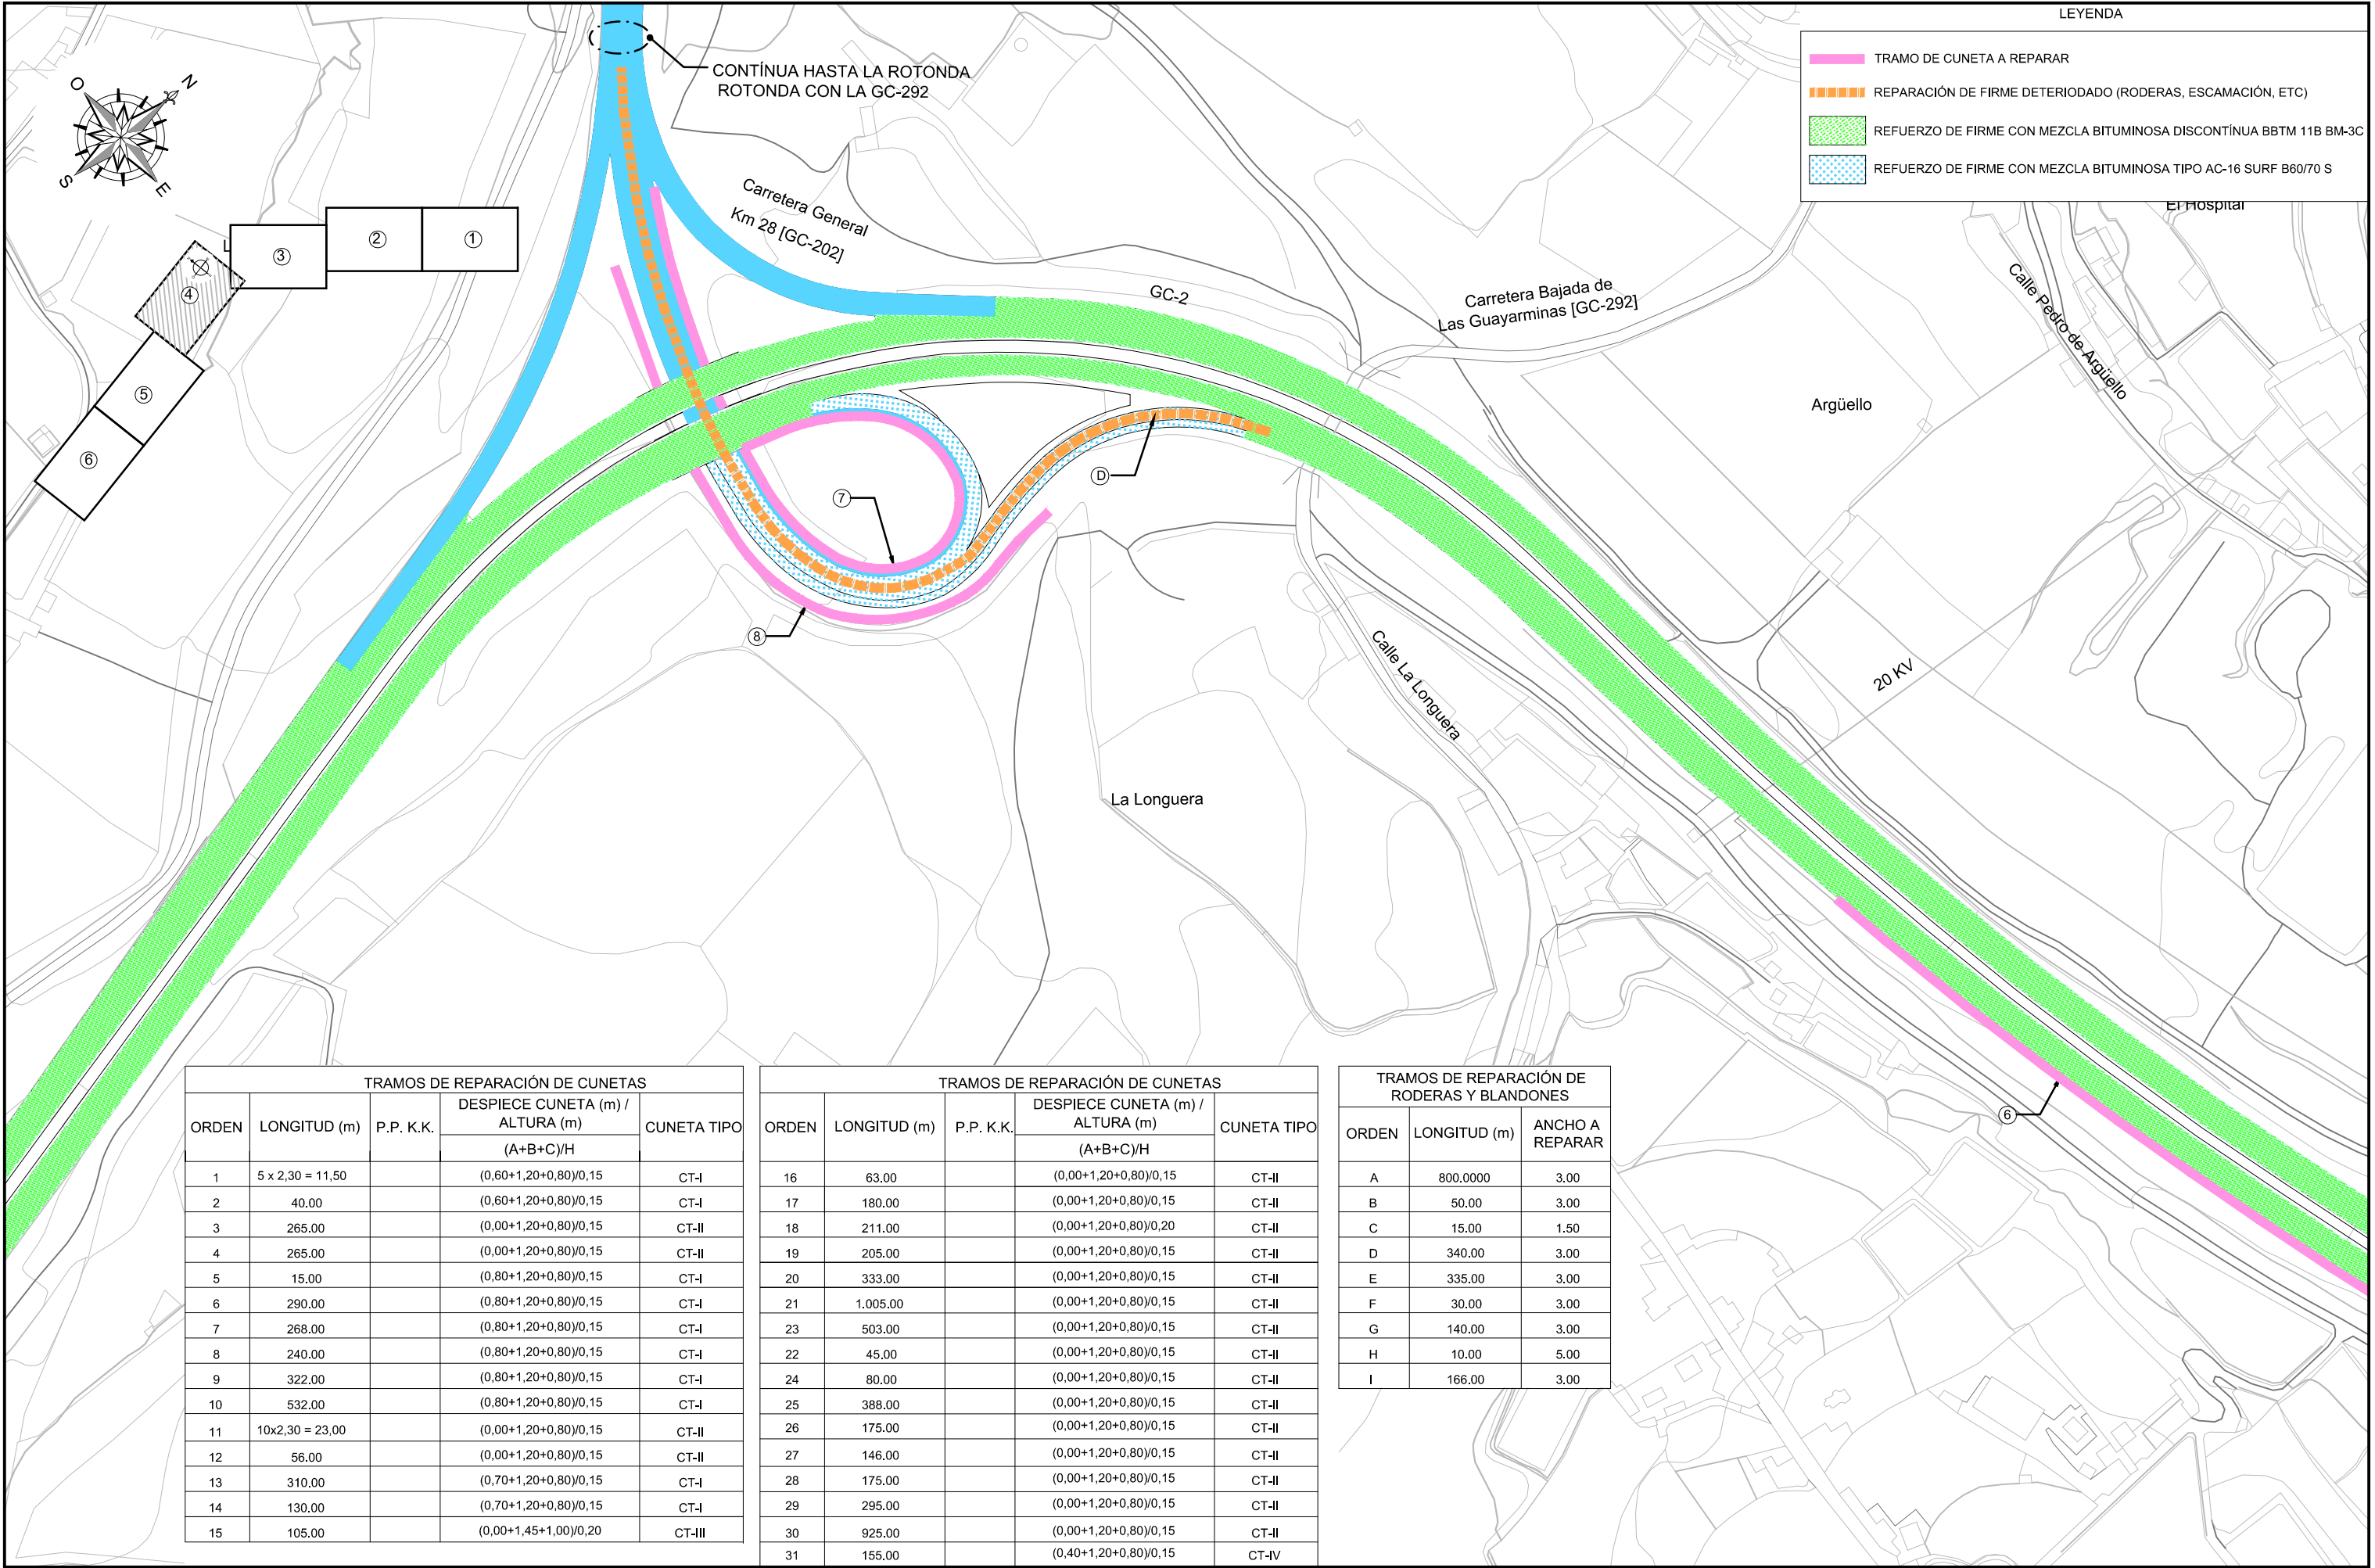 LEYENDA
TRAMO DE CUNETA A REPARAR
REPARACIÓN DE FIRME DETERIODADO (RODERAS, ESCAMACIÓN, ETC)
REFUERZO DE FIRME CON MEZCLA BITUMINOSA DISCONTÍNUA BBTM 11B BM-3C
REFUERZO DE FIRME CON MEZCLA BITUMINOSA TIPO AC-16 SURF B60/70 S
CONTÍNUA HASTA LA ROTONDA
ROTONDA CON LA GC-292
O
N
S
E
Carretera General
Km 28 [GC-202]
GC-2
Carretera Bajada de
Las Guayarminas [GC-292]
El Hospital
Calle Pedro de Argüello
Argüello
L
1
2
3
4
5
6
7
D
8
20 KV
Calle La Longuera
La Longuera
6
TRAMOS DE REPARACIÓN DE CUNETAS
ORDEN LONGITUD (m) P.P. K.K. DESPIECE CUNETA (m) / ALTURA (m) CUNETA TIPO
(A+B+C)/H
1 5 x 2,30 = 11,50 (0,60+1,20+0,80)/0,15 CT-I
2 40.00 (0,60+1,20+0,80)/0,15 CT-I
3 265.00 (0,00+1,20+0,80)/0,15 CT-II
4 265.00 (0,00+1,20+0,80)/0,15 CT-II
5 15.00 (0,80+1,20+0,80)/0,15 CT-I
6 290.00 (0,80+1,20+0,80)/0,15 CT-I
7 268.00 (0,80+1,20+0,80)/0,15 CT-I
8 240.00 (0,80+1,20+0,80)/0,15 CT-I
9 322.00 (0,80+1,20+0,80)/0,15 CT-I
10 532.00 (0,80+1,20+0,80)/0,15 CT-I
11 10x2,30 = 23,00 (0,00+1,20+0,80)/0,15 CT-II
12 56.00 (0,00+1,20+0,80)/0,15 CT-II
13 310.00 (0,70+1,20+0,80)/0,15 CT-I
14 130.00 (0,70+1,20+0,80)/0,15 CT-I
15 105.00 (0,00+1,45+1,00)/0,20 CT-III
TRAMOS DE REPARACIÓN DE CUNETAS
ORDEN LONGITUD (m) P.P. K.K. DESPIECE CUNETA (m) / ALTURA (m) CUNETA TIPO
(A+B+C)/H
16 63.00 (0,00+1,20+0,80)/0,15 CT-II
17 180.00 (0,00+1,20+0,80)/0,15 CT-II
18 211.00 (0,00+1,20+0,80)/0,20 CT-II
19 205.00 (0,00+1,20+0,80)/0,15 CT-II
20 333.00 (0,00+1,20+0,80)/0,15 CT-II
21 1.005.00 (0,00+1,20+0,80)/0,15 CT-II
23 503.00 (0,00+1,20+0,80)/0,15 CT-II
22 45.00 (0,00+1,20+0,80)/0,15 CT-II
24 80.00 (0,00+1,20+0,80)/0,15 CT-II
25 388.00 (0,00+1,20+0,80)/0,15 CT-II
26 175.00 (0,00+1,20+0,80)/0,15 CT-II
27 146.00 (0,00+1,20+0,80)/0,15 CT-II
28 175.00 (0,00+1,20+0,80)/0,15 CT-II
29 295.00 (0,00+1,20+0,80)/0,15 CT-II
30 925.00 (0,00+1,20+0,80)/0,15 CT-II
31 155.00 (0,40+1,20+0,80)/0,15 CT-IV
TRAMOS DE REPARACIÓN DE
RODERAS Y BLANDONES
ORDEN LONGITUD (m) ANCHO A REPARAR
A 800.0000 3.00
B 50.00 3.00
C 15.00 1.50
D 340.00 3.00
E 335.00 3.00
F 30.00 3.00
G 140.00 3.00
H 10.00 5.00
I 166.00 3.00